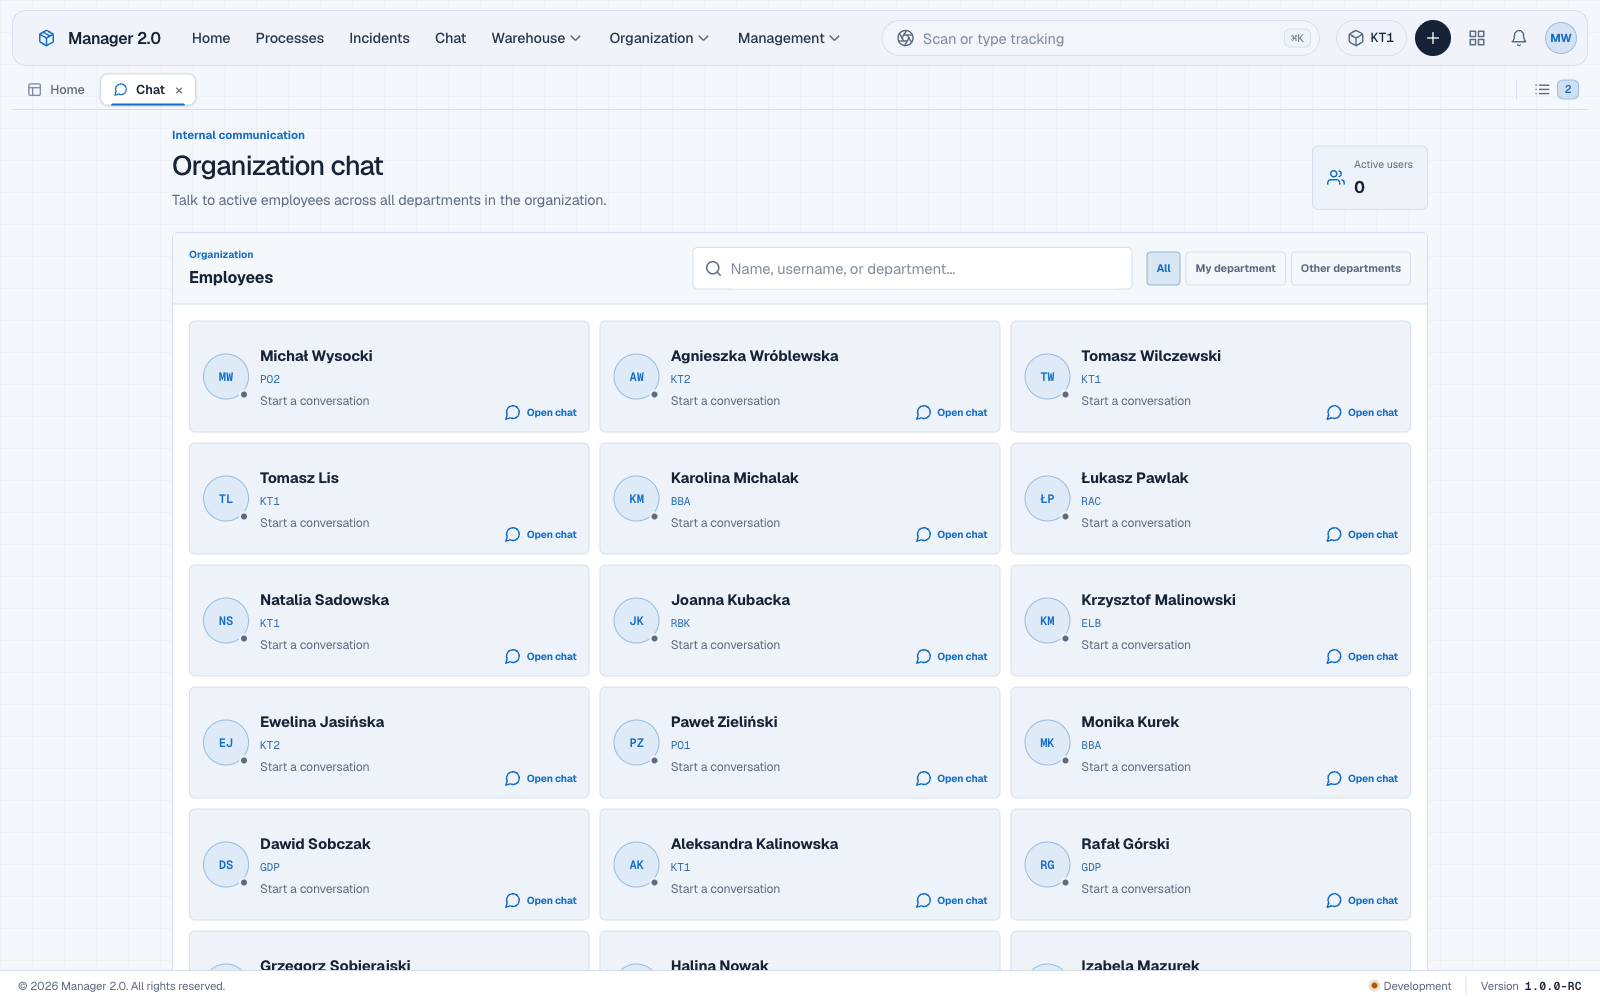 Manager 2.0 Home Processes Incidents Chat Warehouse Organization Management Scan or type tracking ⌘K KT1 MW
Home Chat × 2
Internal communication
Organization chat
Talk to active employees across all departments in the organization.
Active users
0
Organization
Employees
Name, username, or department...
All My department Other departments
MW
Michał Wysocki
PO2
Start a conversation
Open chat
AW
Agnieszka Wróblewska
KT2
Start a conversation
Open chat
TW
Tomasz Wilczewski
KT1
Start a conversation
Open chat
TL
Tomasz Lis
KT1
Start a conversation
Open chat
KM
Karolina Michalak
BBA
Start a conversation
Open chat
ŁP
Łukasz Pawlak
RAC
Start a conversation
Open chat
NS
Natalia Sadowska
KT1
Start a conversation
Open chat
JK
Joanna Kubacka
RBK
Start a conversation
Open chat
KM
Krzysztof Malinowski
ELB
Start a conversation
Open chat
EJ
Ewelina Jasińska
KT2
Start a conversation
Open chat
PZ
Paweł Zieliński
PO1
Start a conversation
Open chat
MK
Monika Kurek
BBA
Start a conversation
Open chat
DS
Dawid Sobczak
GDP
Start a conversation
Open chat
AK
Aleksandra Kalinowska
KT1
Start a conversation
Open chat
RG
Rafał Górski
GDP
Start a conversation
Open chat
Grzegorz Sobierajski
Halina Nowak
Izabela Mazurek
© 2026 Manager 2.0. All rights reserved.
Development Version 1.0.0-RC